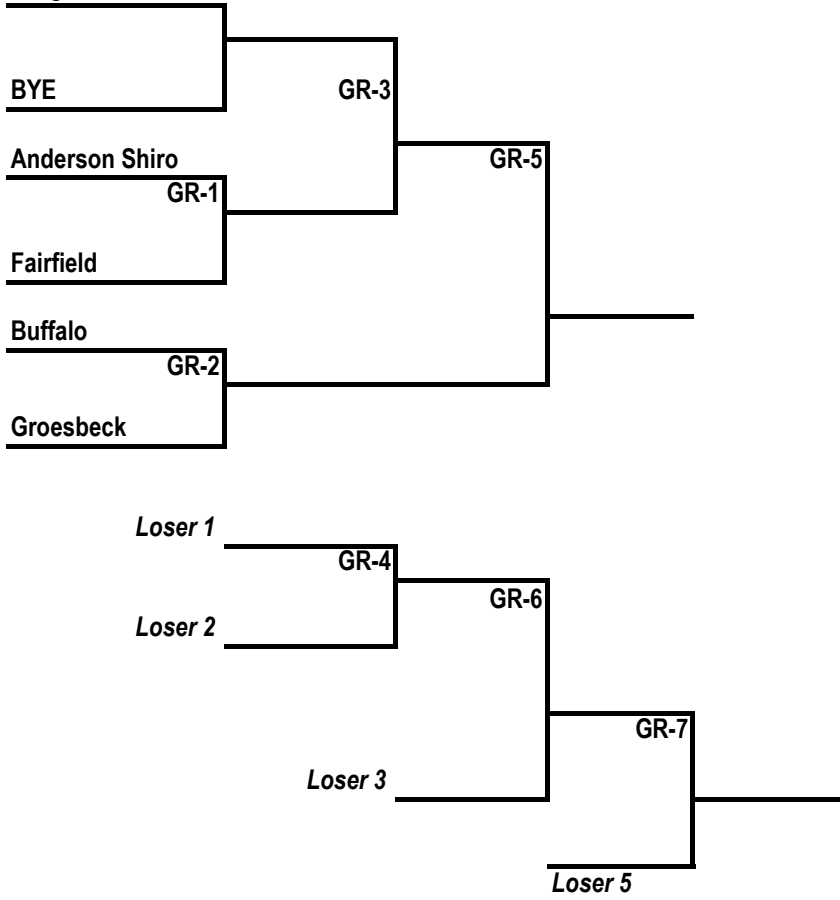 BYE
GR-3
Anderson Shiro
GR-5
GR-1
Fairfield
Buffalo
GR-2
Groesbeck
Loser 1
GR-4
GR-6
Loser 2
GR-7
Loser 3
Loser 5